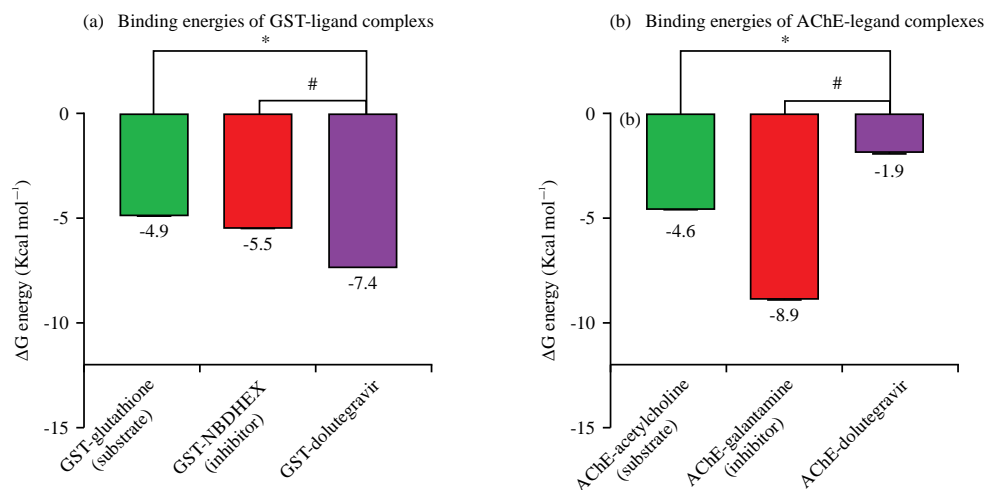 (a) Binding energies of GST-ligand complexs
*
#
0
-5
-10
-15
ΔG energy (Kcal mol⁻¹)
-4.9
-5.5
-7.4
GST-glutathione
(substrate)
GST-NBDHEX
(inhibitor)
GST-dolutegravir
(b) Binding energies of AChE-legand complexes
*
#
0
-5
-10
-15
ΔG energy (Kcal mol⁻¹)
(b)
-4.6
-8.9
-1.9
AChE-acetylcholine
(substrate)
AChE-galantamine
(inhibitor)
AChE-dolutegravir